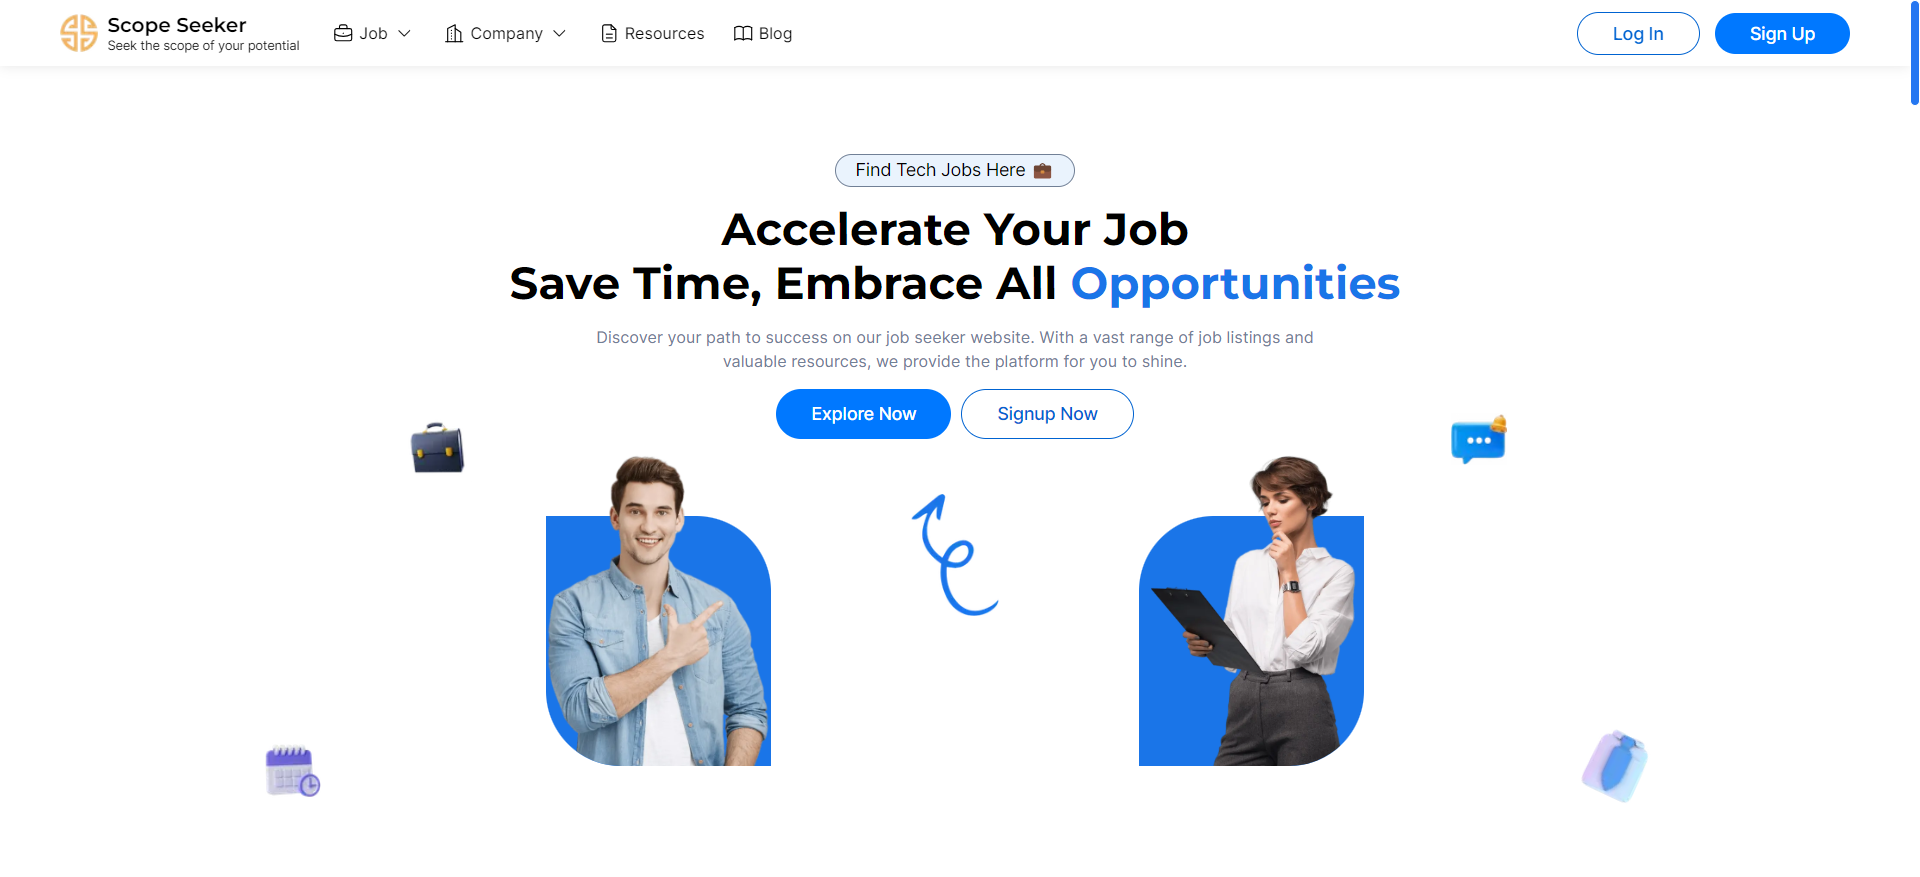 Scope Seeker
Seek the scope of your potential
Job
Company
Resources
Blog
Log In
Sign Up
Find Tech Jobs Here
Accelerate Your Job
Save Time, Embrace All Opportunities
Discover your path to success on our job seeker website. With a vast range of job listings and
valuable resources, we provide the platform for you to shine.
Explore Now
Signup Now